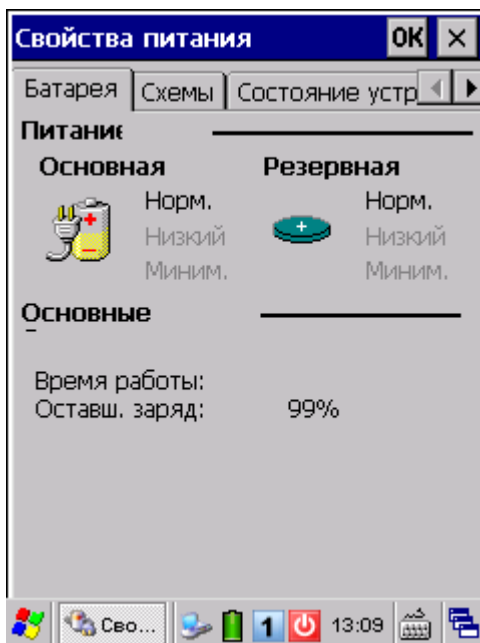 Свойства питания OK ×
Батарея Схемы Состояние устр
Питание
Основная Резервная
Норм. Норм.
Низкий Низкий
Миним. Миним.
Основные
Время работы:
Оставш. заряд: 99%
Сво... 1 13:09